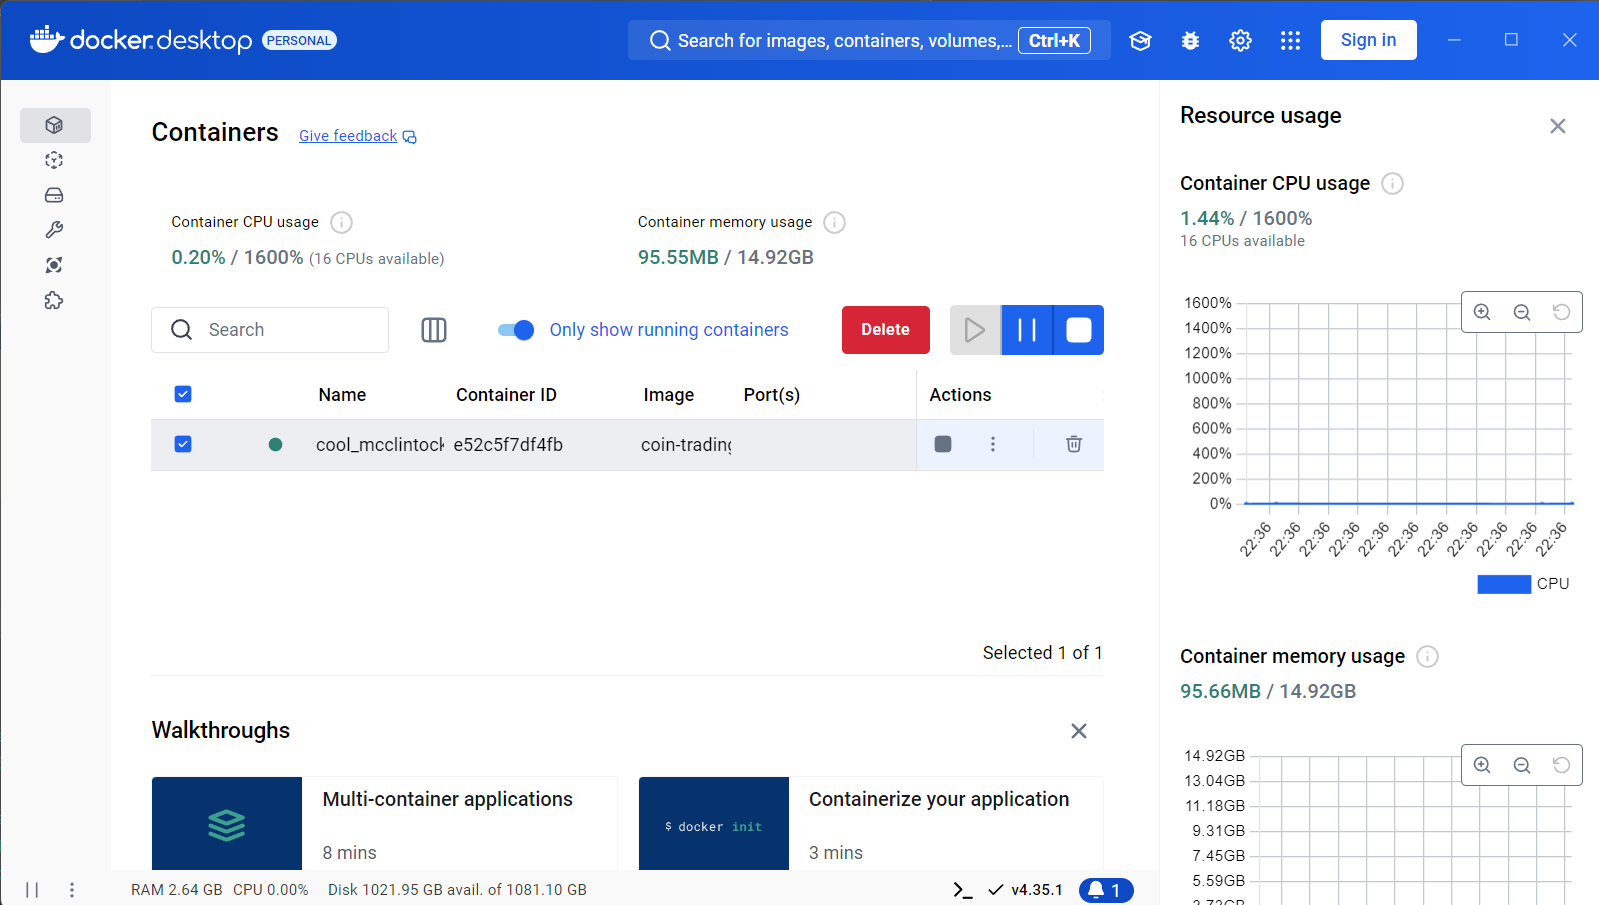 docker.desktop PERSONAL
Search for images, containers, volumes,... Ctrl+K
Sign in
Containers Give feedback
Container CPU usage
0.20% / 1600% (16 CPUs available)
Container memory usage
95.55MB / 14.92GB
Search
Only show running containers
Delete
Name Container ID Image Port(s) Actions
cool_mcclintock e52c5f7df4fb coin-trading
Selected 1 of 1
Walkthroughs
Multi-container applications
8 mins
$ docker init
Containerize your application
3 mins
Resource usage
Container CPU usage
1.44% / 1600%
16 CPUs available
1600%
1400%
1200%
1000%
800%
600%
400%
200%
0%
22:36 22:36 22:36 22:36 22:36 22:36 22:36 22:36 22:36 22:36 22:36
CPU
Container memory usage
95.66MB / 14.92GB
14.92GB
13.04GB
11.18GB
9.31GB
7.45GB
5.59GB
RAM 2.64 GB CPU 0.00% Disk 1021.95 GB avail. of 1081.10 GB
v4.35.1
1